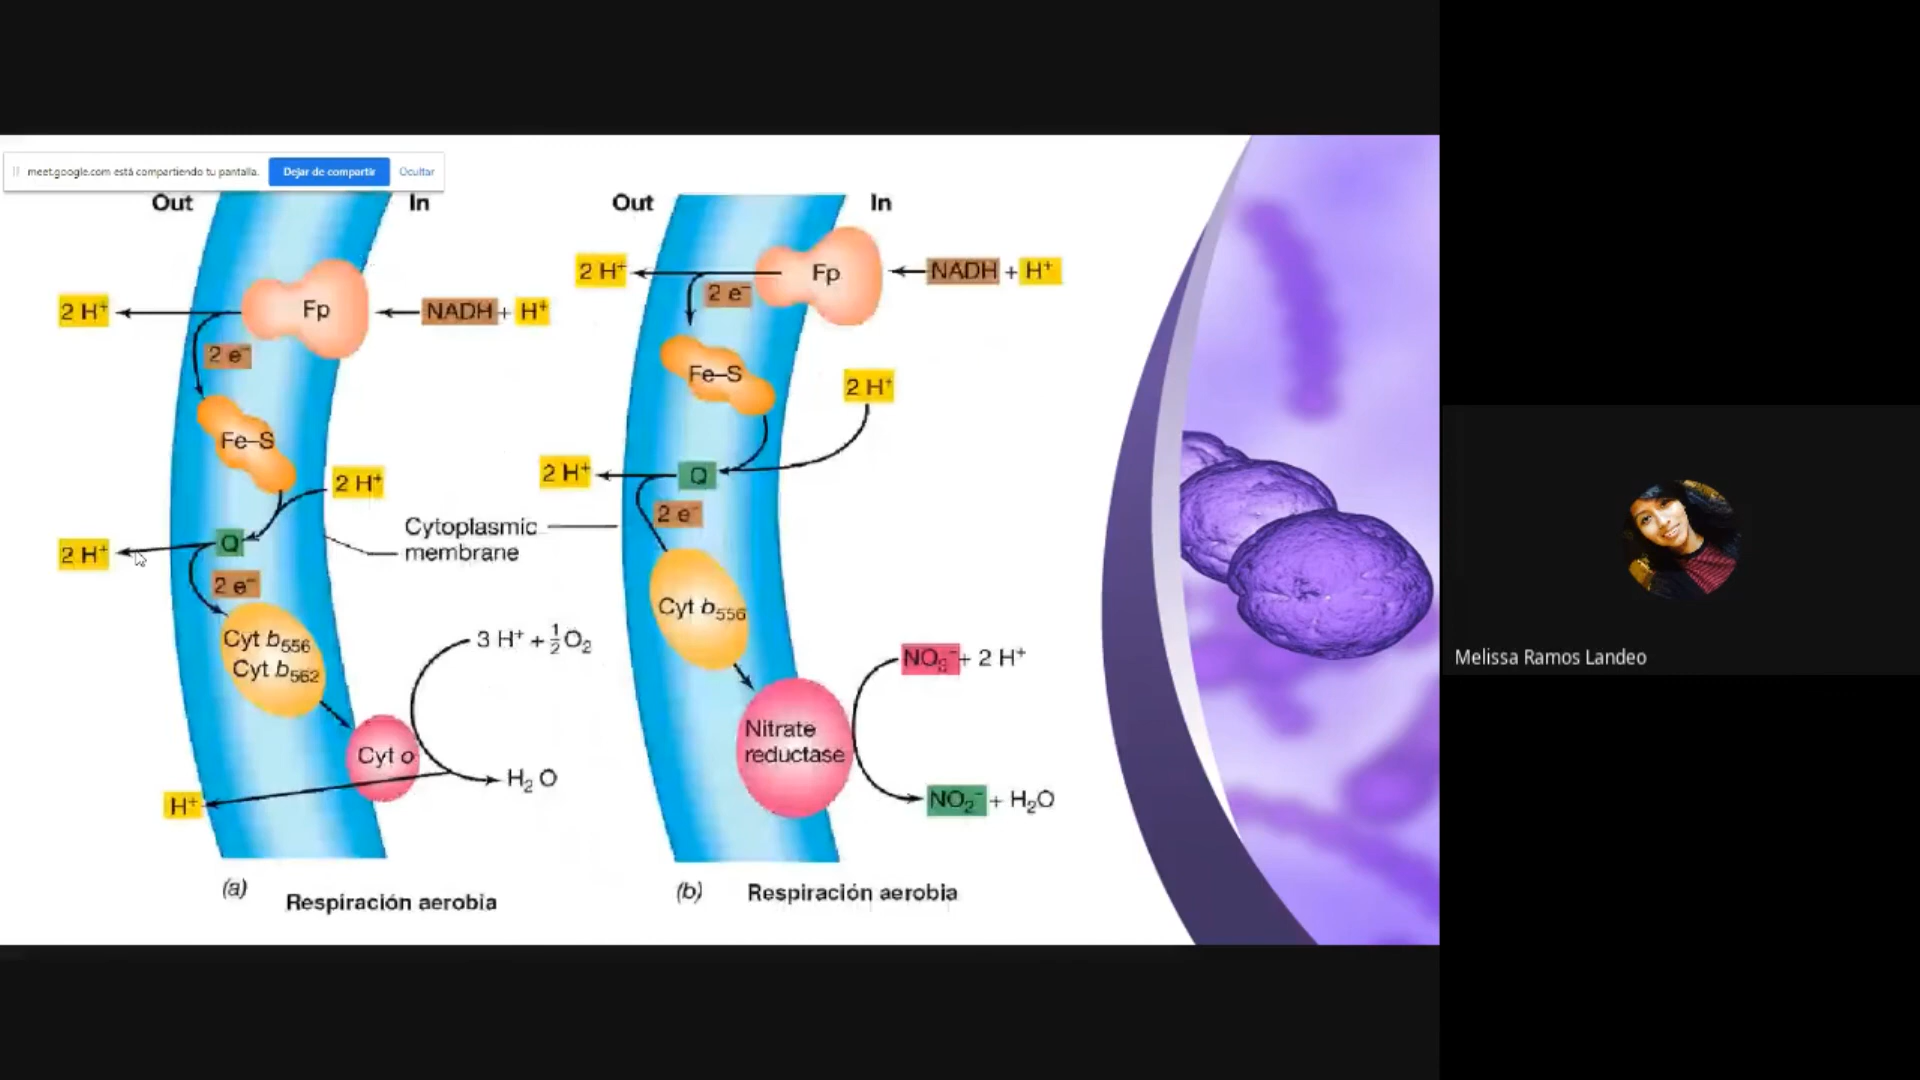 meet.google.com está compartiendo tu pantalla.
Dejar de compartir
Ocultar
Out
In
2 H⁺
Fp
NADH + H⁺
2 e⁻
Fe–S
2 H⁺
Q
2 H⁺
2 e⁻
Cyt b₅₅₆
Cyt b₅₆₂
3 H⁺ + ½O₂
Cyt o
H₂O
H⁺
(a)
Respiración aerobia
Cytoplasmic
membrane
Out
In
2 H⁺
Fp
NADH + H⁺
2 e⁻
Fe–S
2 H⁺
Q
2 H⁺
2 e⁻
Cyt b₅₅₆
NO₃⁻ + 2 H⁺
Nitrate
reductase
NO₂⁻ + H₂O
(b)
Respiración aerobia
Melissa Ramos Landeo